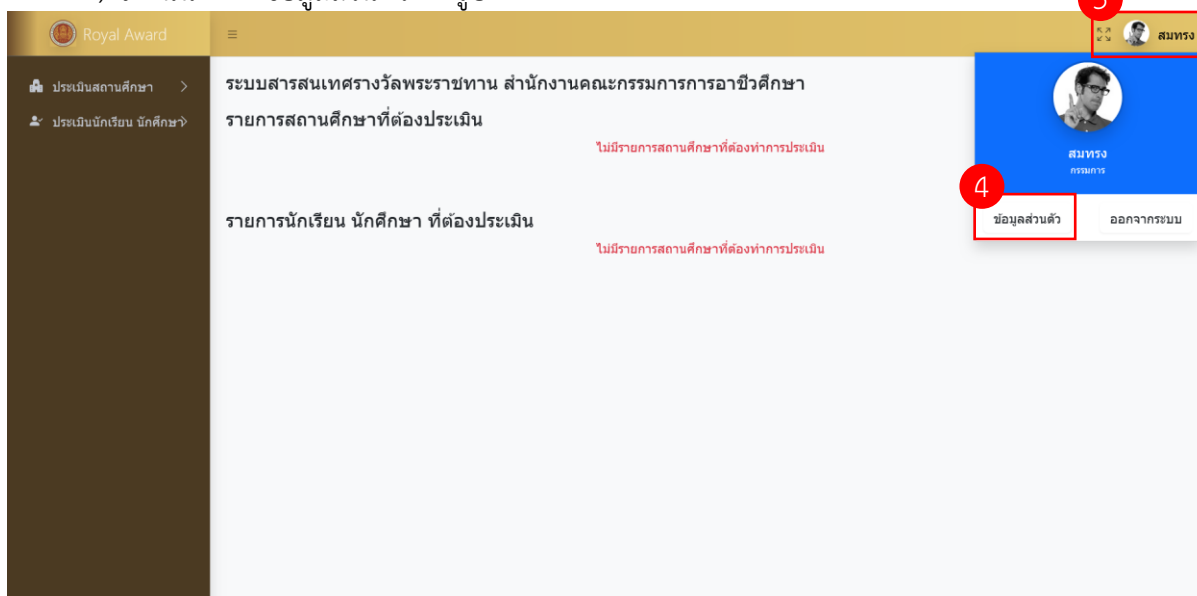 Royal Award
สมทรง
ประเมินสถานศึกษา
ประเมินนักเรียน นักศึกษา
ระบบสารสนเทศรางวัลพระราชทาน สำนักงานคณะกรรมการการอาชีวศึกษา
รายการสถานศึกษาที่ต้องประเมิน
ไม่มีรายการสถานศึกษาที่ต้องทำการประเมิน
สมทรง
กรรมการ
4
ข้อมูลส่วนตัว
ออกจากระบบ
รายการนักเรียน นักศึกษา ที่ต้องประเมิน
ไม่มีรายการสถานศึกษาที่ต้องทำการประเมิน